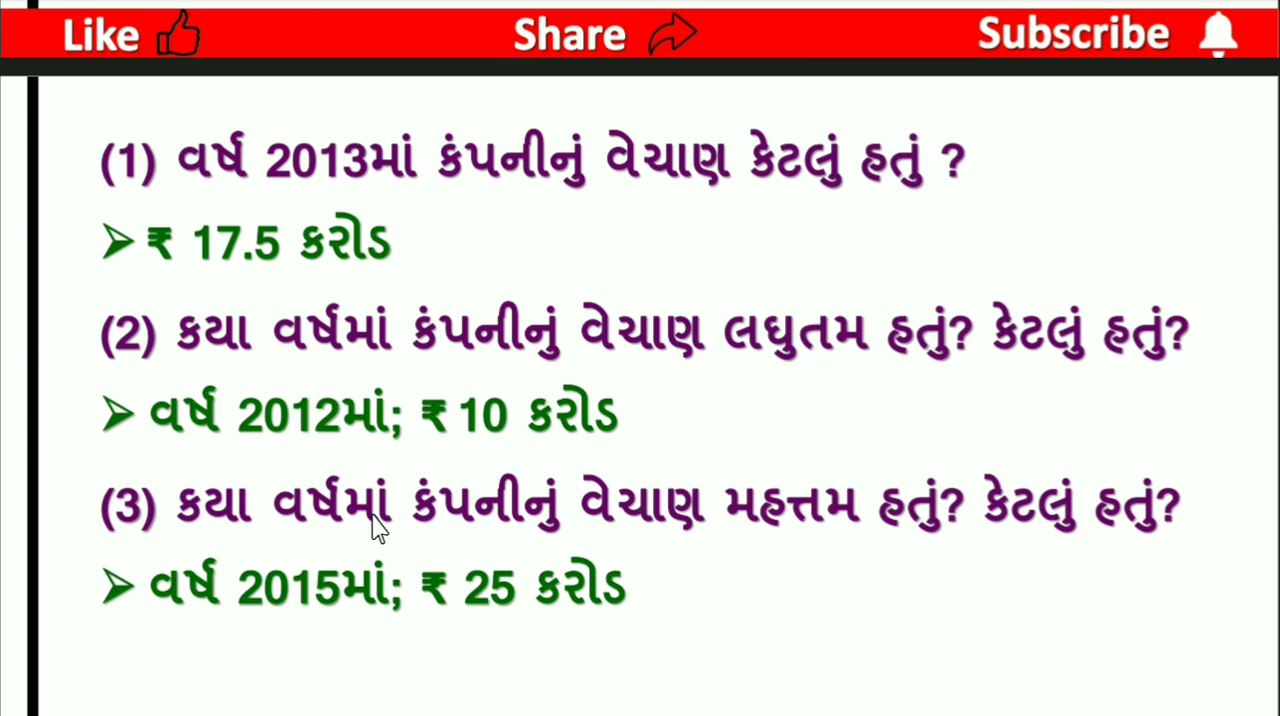 Like Share Subscribe
(1) વર્ષ 2013માં કંપનીનું વેચાણ કેટલું હતું ?
➢ ₹ 17.5 કરોડ
(2) કયા વર્ષમાં કંપનીનું વેચાણ લઘુતમ હતું? કેટલું હતું?
➢ વર્ષ 2012માં; ₹ 10 કરોડ
(3) કયા વર્ષમાં કંપનીનું વેચાણ મહત્તમ હતું? કેટલું હતું?
➢ વર્ષ 2015માં; ₹ 25 કરોડ